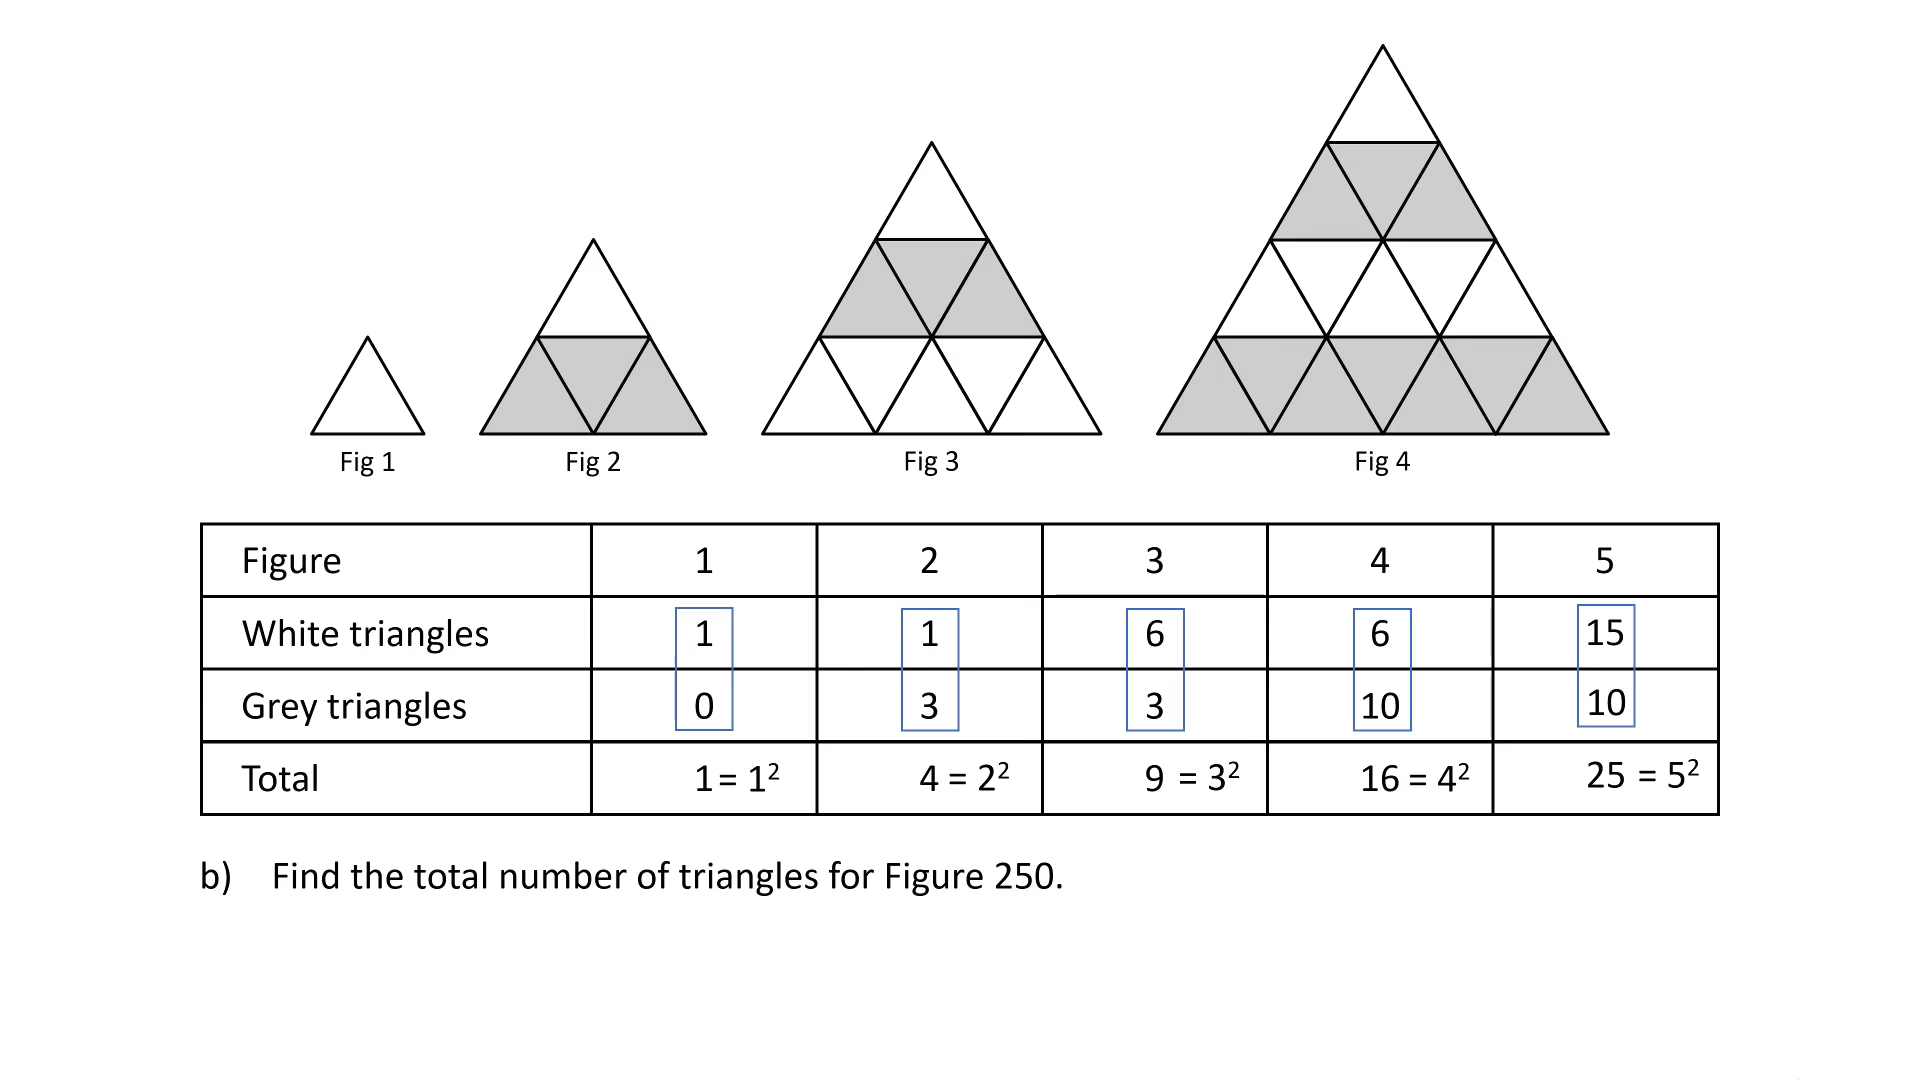 Fig 1 Fig 2 Fig 3 Fig 4
Figure 1 2 3 4 5
White triangles 1 1 6 6 15
Grey triangles 0 3 3 10 10
Total 1 = 1² 4 = 2² 9 = 3² 16 = 4² 25 = 5²
b) Find the total number of triangles for Figure 250.